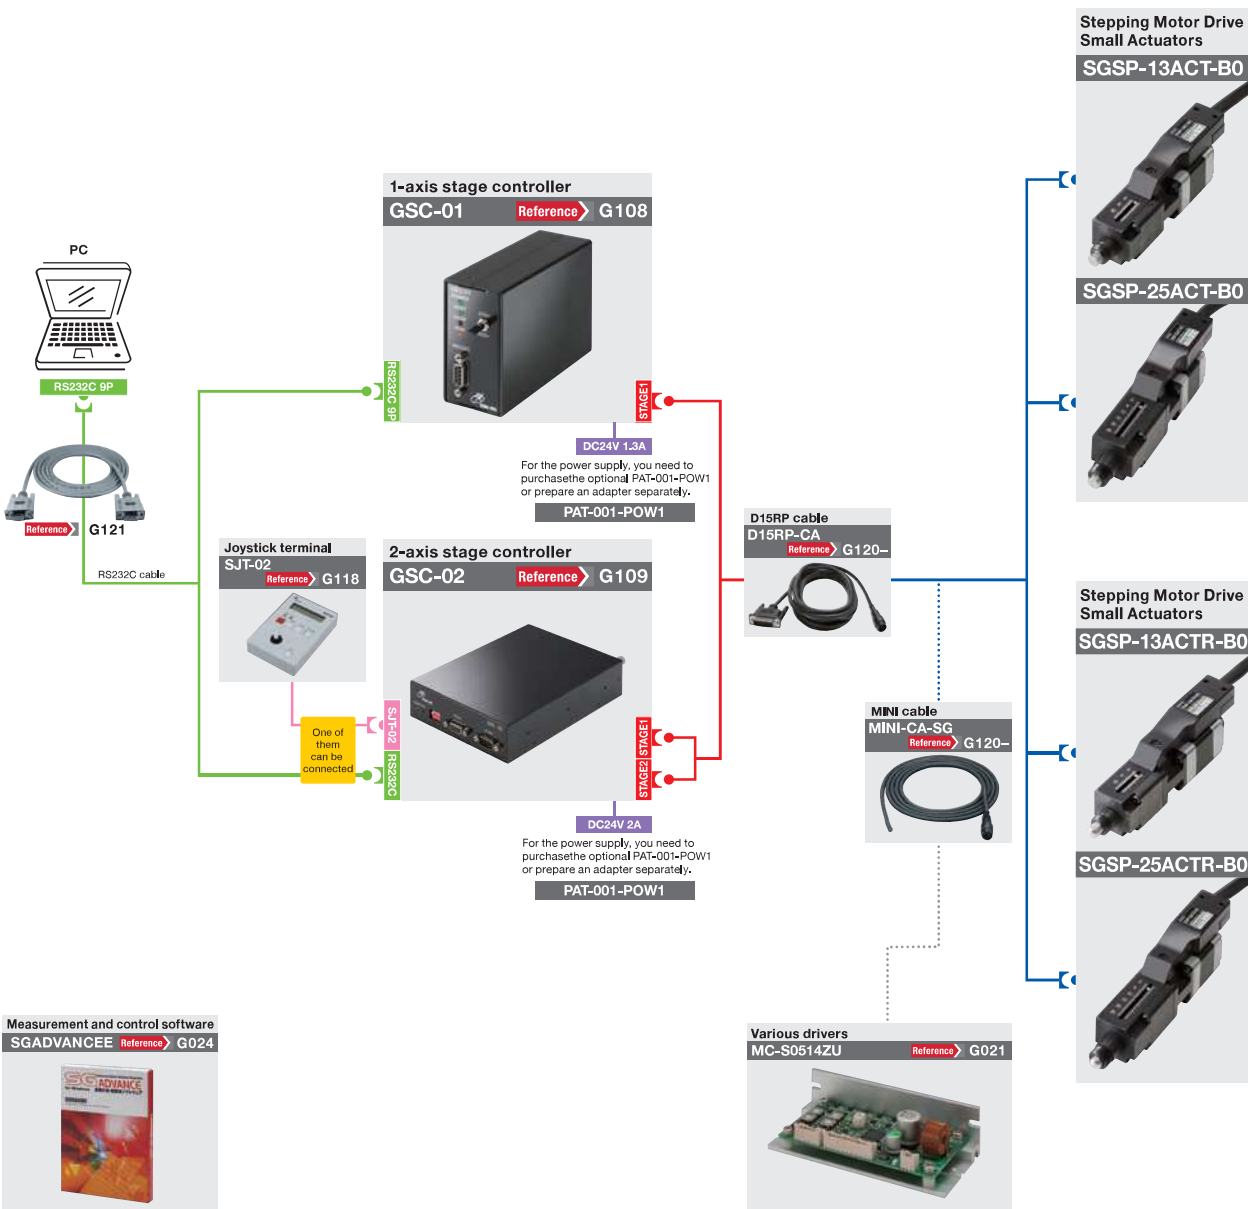 Stepping Motor Drive
Small Actuators
SGSP-13ACT-B0
SGSP-25ACT-B0
1-axis stage controller
GSC-01 Reference G108
RS232C 9P
STAGE1
DC24V 1.3A
For the power supply, you need to
purchasethe optional PAT-001-POW1
or prepare an adapter separately.
PAT-001-POW1
PC
RS232C 9P
Reference G121
RS232C cable
Joystick terminal
SJT-02
Reference G118
One of
them
can be
connected
2-axis stage controller
GSC-02 Reference G109
SJT-02
RS232C
STAGE1
STAGE2
DC24V 2A
For the power supply, you need to
purchasethe optional PAT-001-POW1
or prepare an adapter separately.
PAT-001-POW1
D15RP cable
D15RP-CA
Reference G120–
MINI cable
MINI-CA-SG
Reference G120–
Stepping Motor Drive
Small Actuators
SGSP-13ACTR-B0
SGSP-25ACTR-B0
Measurement and control software
SGADVANCEE Reference G024
SG ADVANCE
Various drivers
MC-S0514ZU Reference G021